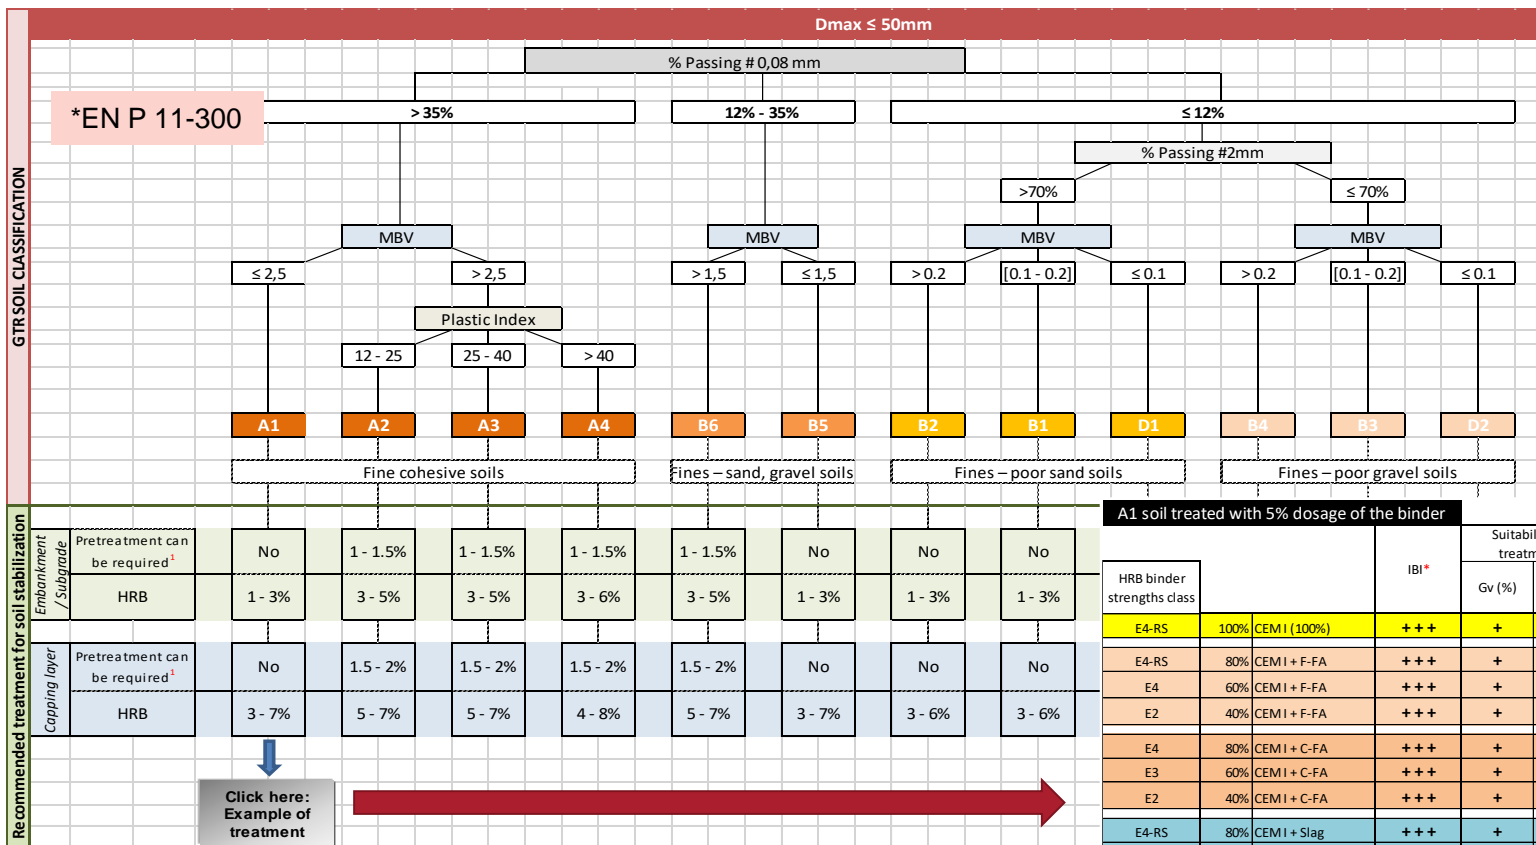 Dmax ≤ 50mm
% Passing # 0,08 mm
*EN P 11-300
> 35%
12% - 35%
≤ 12%
% Passing #2mm
>70%
≤ 70%
MBV
MBV
MBV
MBV
≤ 2,5
> 2,5
> 1,5
≤ 1,5
> 0.2
[0.1 - 0.2]
≤ 0.1
> 0.2
[0.1 - 0.2]
≤ 0.1
Plastic Index
12 - 25
25 - 40
> 40
GTR SOIL CLASSIFICATION
A1
A2
A3
A4
B6
B5
B2
B1
D1
B4
B3
D2
Fine cohesive soils
Fines – sand, gravel soils
Fines – poor sand soils
Fines – poor gravel soils
Recommended treatment for soil stabilization
Embankment
/ Subgrade
Pretreatment can
be required1
No
1 - 1.5%
1 - 1.5%
1 - 1.5%
1 - 1.5%
No
No
No
HRB
1 - 3%
3 - 5%
3 - 5%
3 - 6%
3 - 5%
1 - 3%
1 - 3%
1 - 3%
Capping layer
Pretreatment can
be required1
No
1.5 - 2%
1.5 - 2%
1.5 - 2%
1.5 - 2%
No
No
No
HRB
3 - 7%
5 - 7%
5 - 7%
4 - 8%
5 - 7%
3 - 7%
3 - 6%
3 - 6%
Click here:
Example of
treatment
A1 soil treated with 5% dosage of the binder
HRB binder
strengths class
IBI*
Suitabil
treatm
Gv (%)
E4-RS 100% CEM I (100%) +++ +
E4-RS 80% CEM I + F-FA +++ +
E4 60% CEM I + F-FA +++ +
E2 40% CEM I + F-FA +++ +
E4 80% CEM I + C-FA +++ +
E3 60% CEM I + C-FA +++ +
E2 40% CEM I + C-FA +++ +
E4-RS 80% CEM I + Slag +++ +